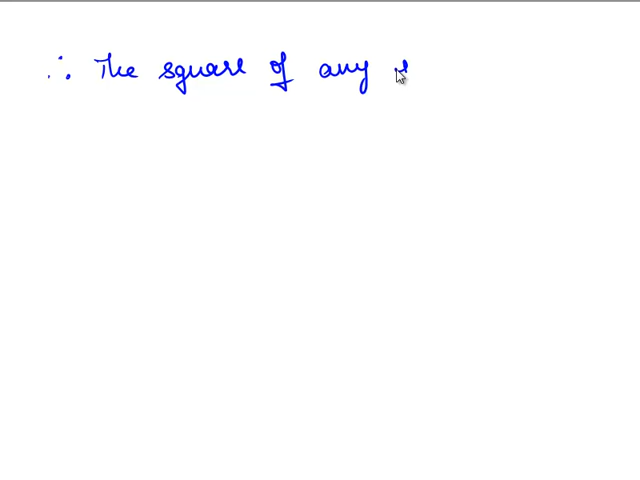 ∴ The square of any